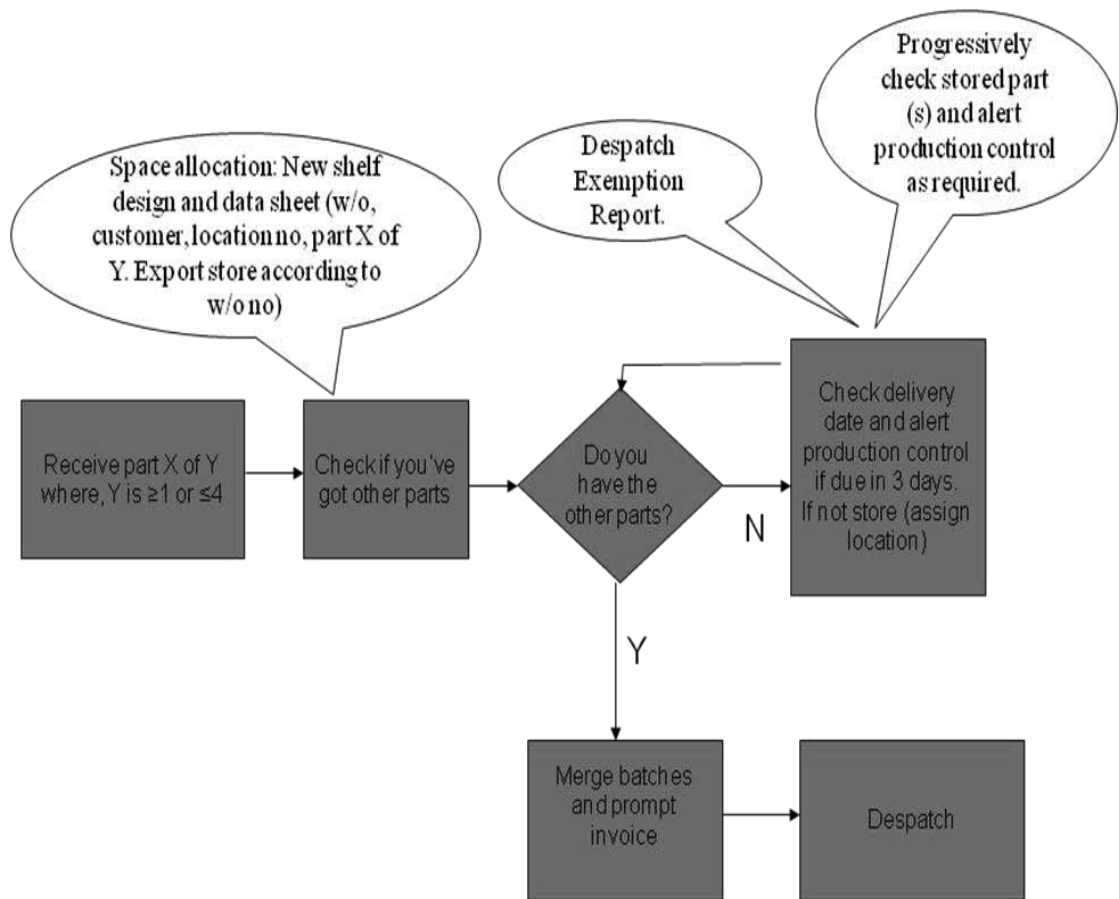 Progressively
check stored part
(s) and alert
production control
as required.
Despatch
Exemption
Report.
Space allocation: New shelf
design and data sheet (w/o,
customer, location no, part X of
Y. Export store according to
w/o no)
Receive part X of Y
where, Y is ≥1 or ≤4
Check if you've
got other parts
Do you
have the
other parts?
N
Check delivery
date and alert
production control
if due in 3 days.
If not store (assign
location)
Y
Merge batches
and prompt
invoice
Despatch